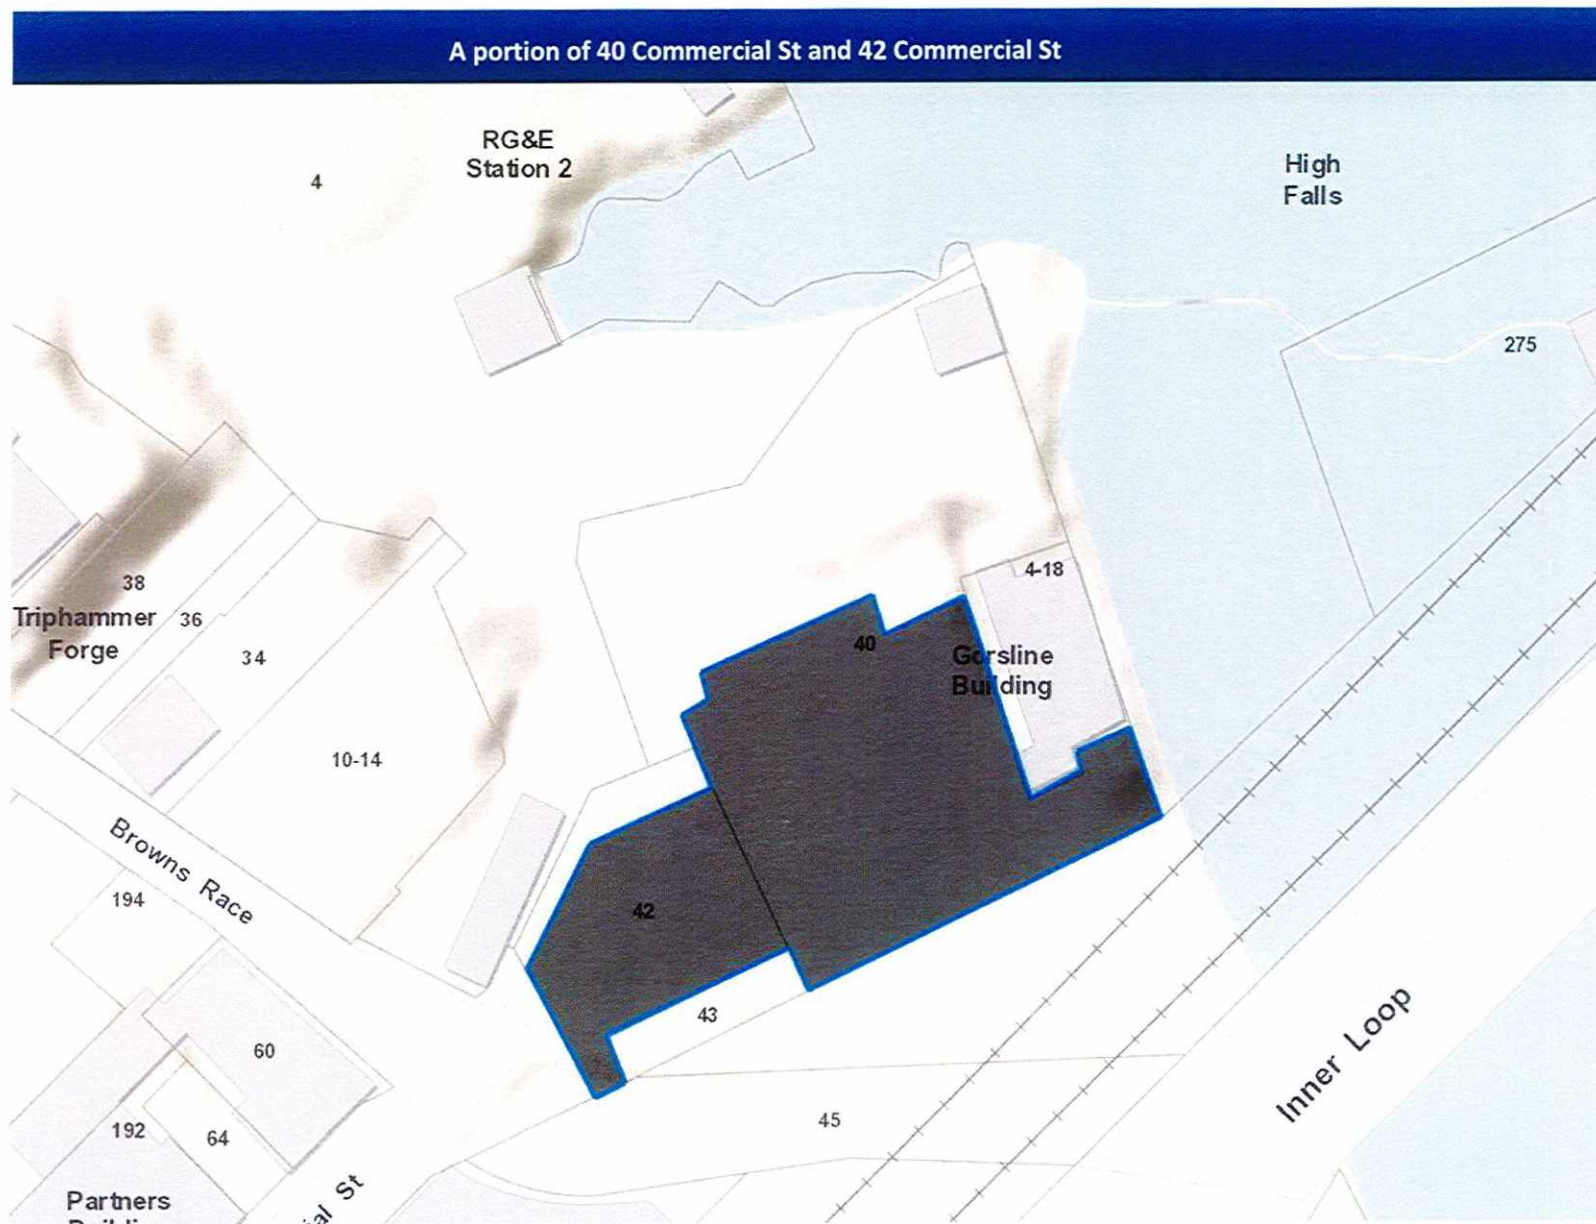 A portion of 40 Commercial St and 42 Commercial St
RG&E
Station 2
4
High
Falls
275
4-18
38
Triphammer
Forge
36
34
40
Gorsline
Building
10-14
Browns Race
194
42
43
60
Inner Loop
45
192
64
Partners
St